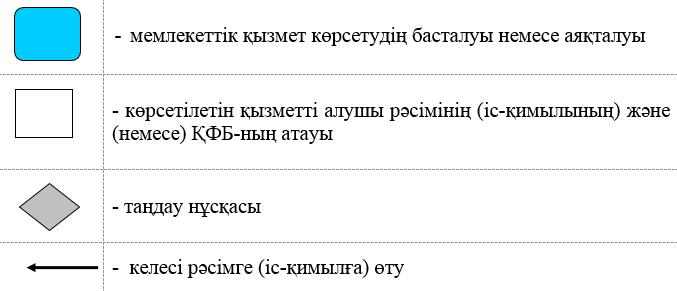 - мемлекеттік қызмет көрсетудің басталуы немесе аяқталуы
- көрсетілетін қызметті алушы рәсімінің (іс-қимылының) және
(немесе) ҚФБ-ның атауы
- таңдау нұсқасы
- келесі рәсімге (іс-қимылға) өту